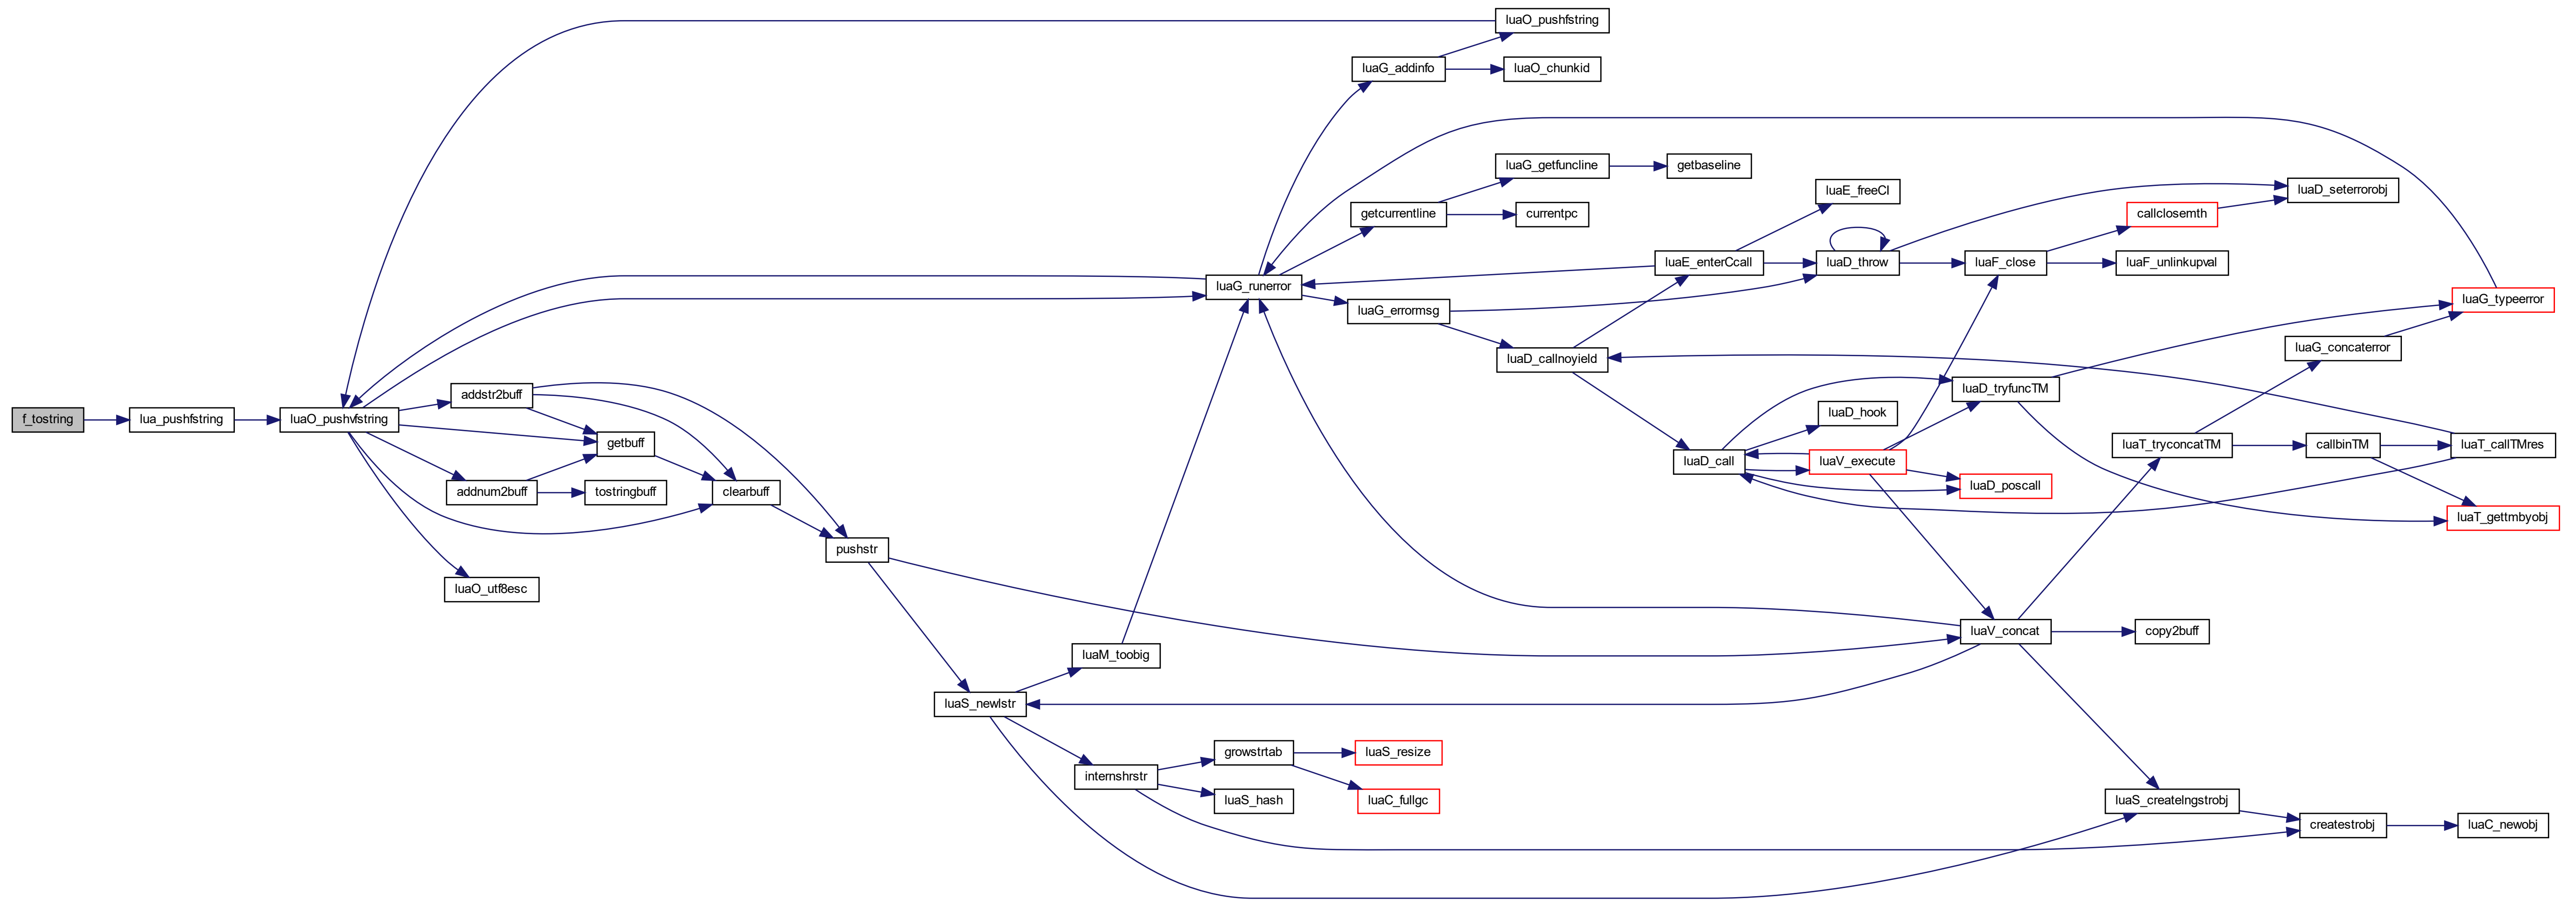 luaO_pushfstring
luaG_addinfo
luaO_chunkid
luaG_getfuncline
getbaseline
luaE_freeCI
luaD_seterrorobj
getcurrentline
currentpc
callclosemth
luaE_enterCcall
luaD_throw
luaF_close
luaF_unlinkupval
luaG_runerror
luaG_errormsg
luaG_typeerror
luaD_callnoyield
luaG_concaterror
addstr2buff
luaD_tryfuncTM
f_tostring
lua_pushfstring
luaO_pushvfstring
luaD_hook
getbuff
luaT_tryconcatTM
callbinTM
luaT_callTMres
luaD_call
luaV_execute
addnum2buff
tostringbuff
clearbuff
luaD_poscall
luaT_gettmbyobj
pushstr
luaO_utf8esc
luaV_concat
copy2buff
luaM_toobig
luaS_newlstr
growstrtab
luaS_resize
internshrstr
luaS_hash
luaC_fullgc
luaS_createlngstrobj
createstrobj
luaC_newobj